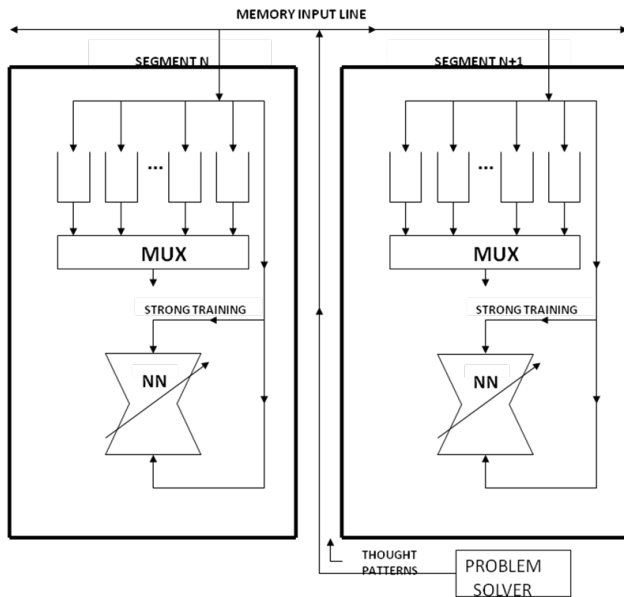 MEMORY INPUT LINE
SEGMENT N
SEGMENT N+1
...
...
MUX
MUX
STRONG TRAINING
STRONG TRAINING
NN
NN
THOUGHT
PATTERNS
PROBLEM
SOLVER